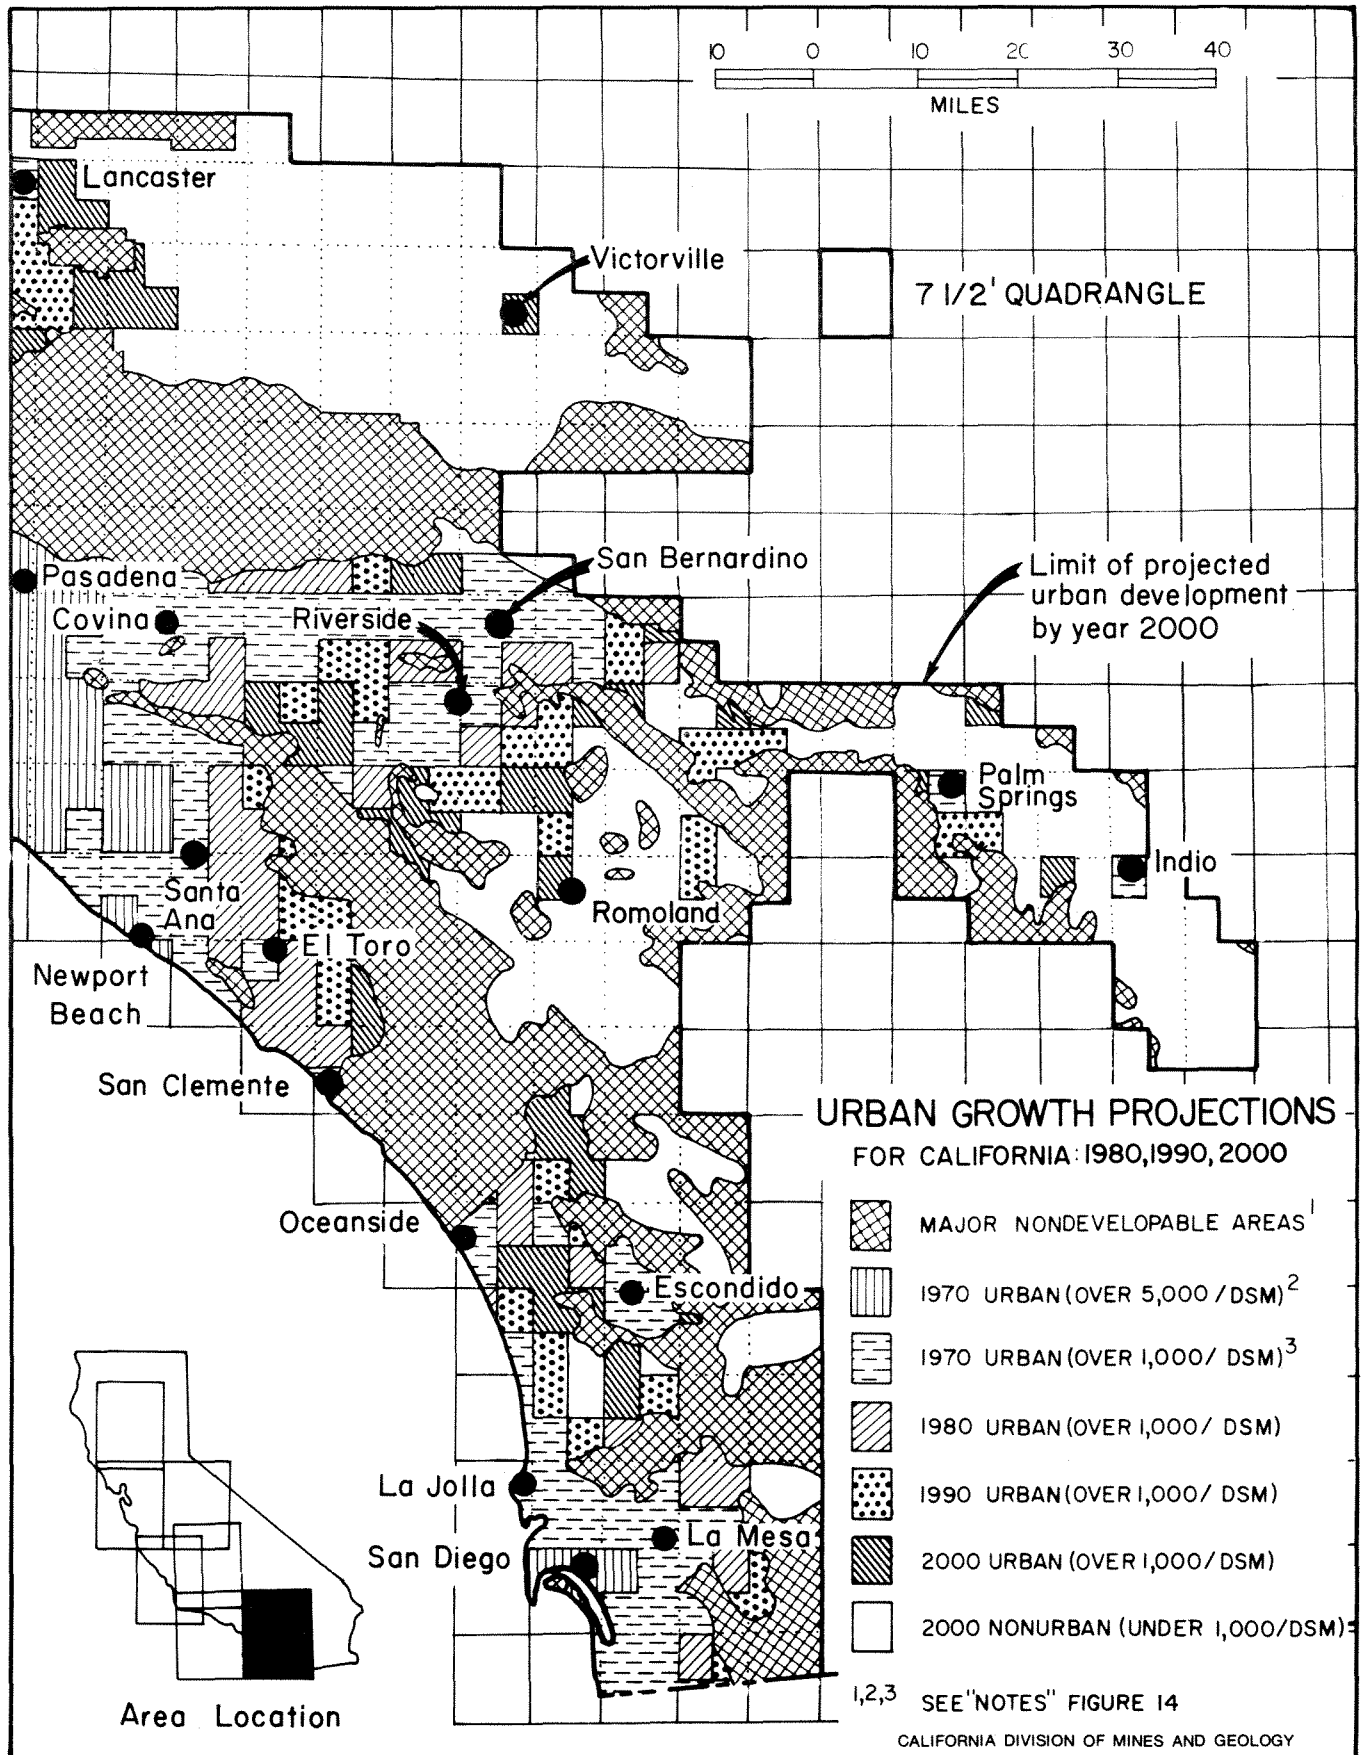 10 0 10 20 30 40
MILES
Lancaster
Victorville
7 1/2' QUADRANGLE
San Bernardino
Limit of projected
urban development
by year 2000
Pasadena
Covina
Riverside
Palm
Springs
Indio
Santa
Ana
Romoland
El Toro
Newport
Beach
San Clemente
URBAN GROWTH PROJECTIONS
FOR CALIFORNIA: 1980, 1990, 2000
Oceanside
MAJOR NONDEVELOPABLE AREAS1
Escondido
1970 URBAN (OVER 5,000 / DSM)2
1970 URBAN (OVER 1,000/ DSM)3
1980 URBAN (OVER 1,000/ DSM)
La Jolla
1990 URBAN (OVER 1,000/ DSM)
La Mesa
San Diego
2000 URBAN (OVER 1,000/DSM)
2000 NONURBAN (UNDER 1,000/DSM)
1,2,3 SEE "NOTES" FIGURE 14
Area Location
CALIFORNIA DIVISION OF MINES AND GEOLOGY